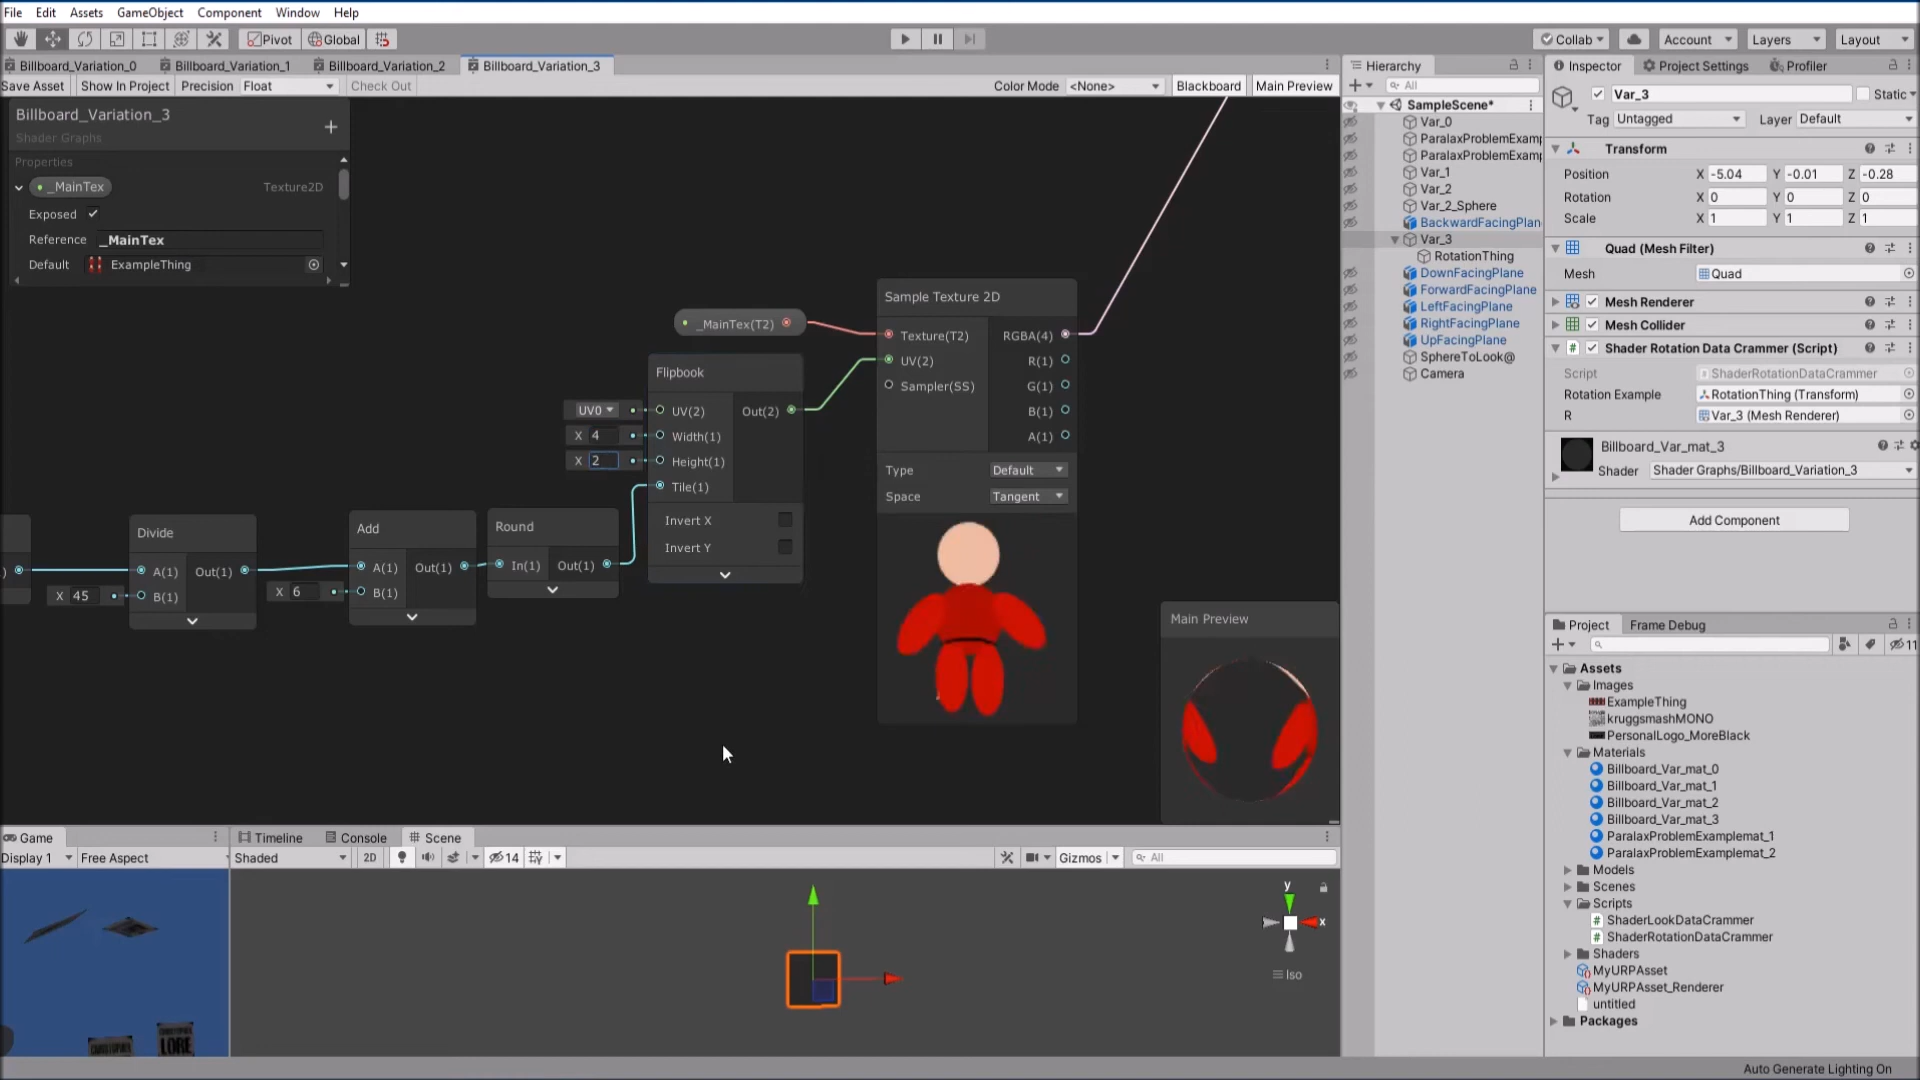 File Edit Assets GameObject Component Window Help
Pivot Global Collab Account Layers Layout
Billboard_Variation_0 Billboard_Variation_1 Billboard_Variation_2 Billboard_Variation_3
Save Asset Show In Project Precision Float Check Out Color Mode <None> Blackboard Main Preview
Billboard_Variation_3
Shader Graphs
Properties
_MainTex Texture2D
Exposed
Reference _MainTex
Default ExampleThing
_MainTex(T2)
Sample Texture 2D
Texture(T2) RGBA(4)
UV(2) R(1)
Sampler(SS) G(1)
B(1)
A(1)
Type Default
Space Tangent
Flipbook
UV0 UV(2) Out(2)
X 4 Width(1)
X 2 Height(1)
Tile(1)
Invert X
Invert Y
Divide
A(1) Out(1)
X 45 B(1)
Add
A(1) Out(1)
X 6 B(1)
Round
In(1) Out(1)
Main Preview
Game
Display 1 Free Aspect
LORE
Timeline Console Scene
Shaded 2D 14 Gizmos All
y
x
Iso
Hierarchy
All
SampleScene*
Var_0
ParalaxProblemExamp
ParalaxProblemExamp
Var_1
Var_2
Var_2_Sphere
BackwardFacingPlan
Var_3
RotationThing
DownFacingPlane
ForwardFacingPlane
LeftFacingPlane
RightFacingPlane
UpFacingPlane
SphereToLook@
Camera
Inspector Project Settings Profiler
Var_3 Static
Tag Untagged Layer Default
Transform
Position X -5.04 Y -0.01 Z -0.28
Rotation X 0 Y 0 Z 0
Scale X 1 Y 1 Z 1
Quad (Mesh Filter)
Mesh Quad
Mesh Renderer
Mesh Collider
Shader Rotation Data Crammer (Script)
Script ShaderRotationDataCrammer
Rotation Example RotationThing (Transform)
R Var_3 (Mesh Renderer)
Billboard_Var_mat_3
Shader Shader Graphs/Billboard_Variation_3
Add Component
Project Frame Debug
11
Assets
Images
ExampleThing
kruggsmashMONO
PersonalLogo_MoreBlack
Materials
Billboard_Var_mat_0
Billboard_Var_mat_1
Billboard_Var_mat_2
Billboard_Var_mat_3
ParalaxProblemExamplemat_1
ParalaxProblemExamplemat_2
Models
Scenes
Scripts
ShaderLookDataCrammer
ShaderRotationDataCrammer
Shaders
MyURPAsset
MyURPAsset_Renderer
untitled
Packages
Auto Generate Lighting On